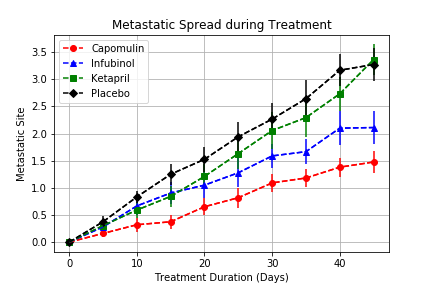 Metastatic Spread during Treatment
Capomulin
Infubinol
Ketapril
Placebo
3.5
3.0
2.5
2.0
1.5
1.0
0.5
0.0
Metastatic Site
0 10 20 30 40
Treatment Duration (Days)